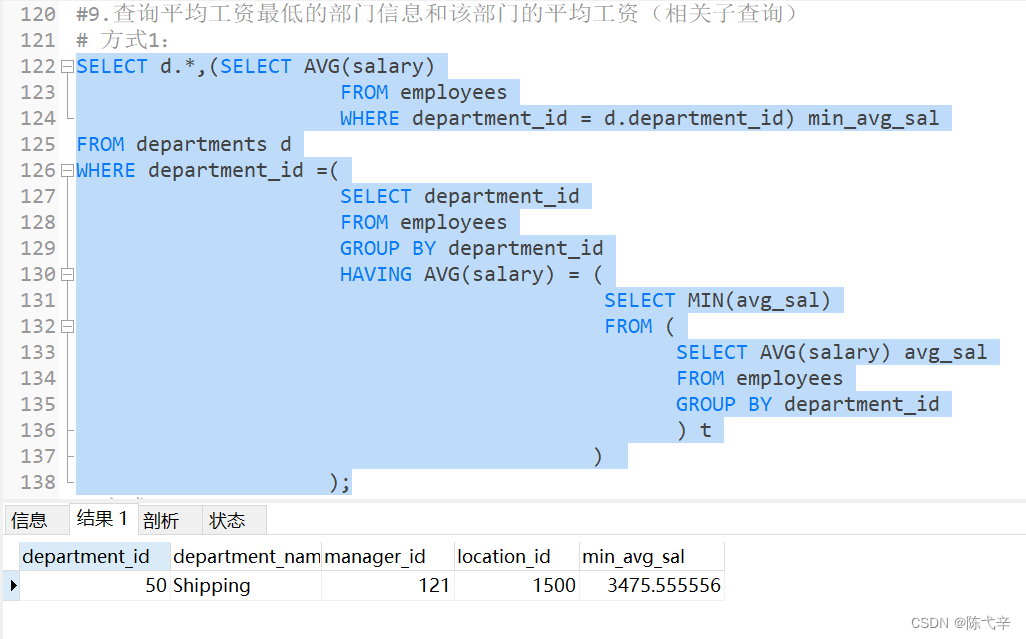 120 #9.查询平均工资最低的部门信息和该部门的平均工资（相关子查询）
121 # 方式1：
122 SELECT d.*,(SELECT AVG(salary)
123 FROM employees
124 WHERE department_id = d.department_id) min_avg_sal
125 FROM departments d
126 WHERE department_id =(
127 SELECT department_id
128 FROM employees
129 GROUP BY department_id
130 HAVING AVG(salary) = (
131 SELECT MIN(avg_sal)
132 FROM (
133 SELECT AVG(salary) avg_sal
134 FROM employees
135 GROUP BY department_id
136 ) t
137 )
138 );
信息 结果 1 剖析 状态
department_id department_nam manager_id location_id min_avg_sal
50 Shipping 121 1500 3475.555556
CSDN @陈弋辛